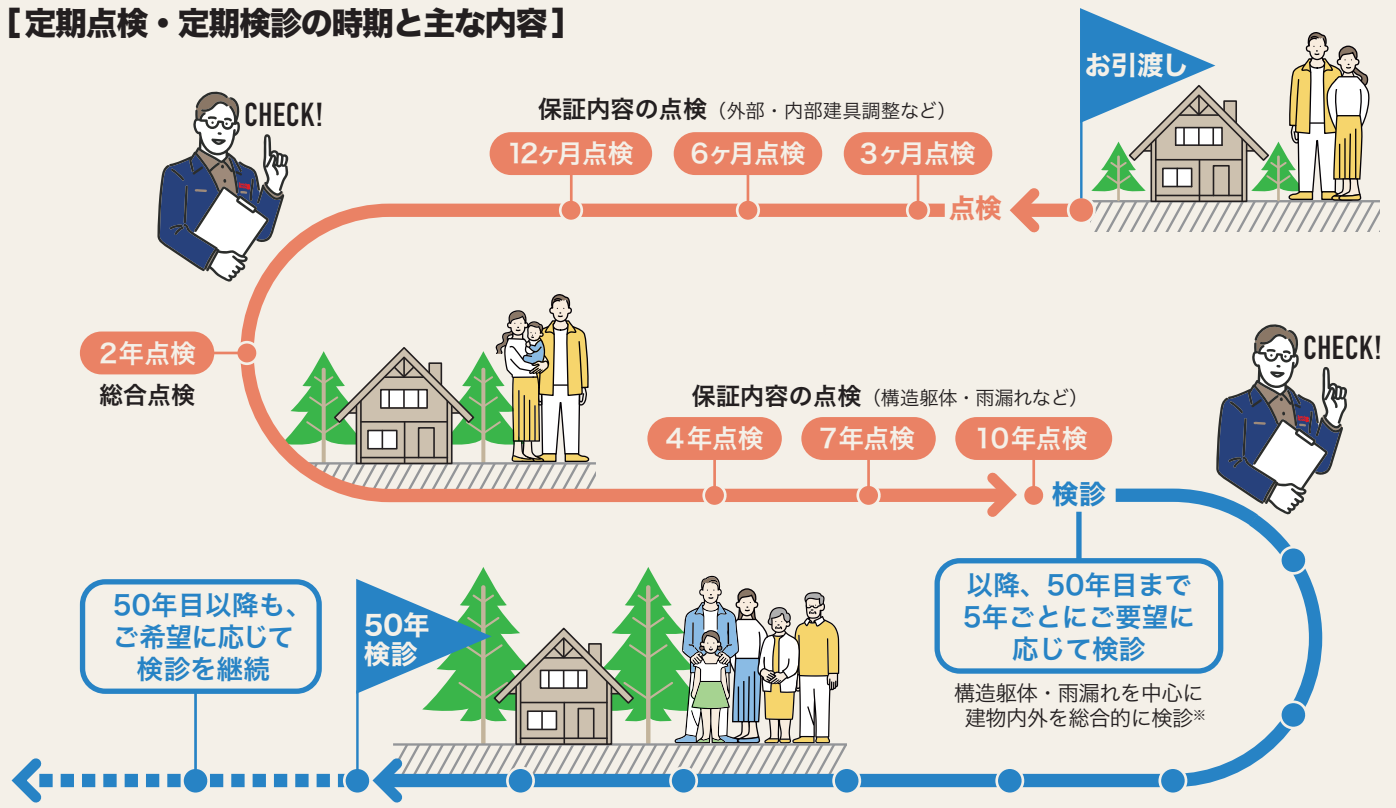 [定期点検・定期検診の時期と主な内容]
お引渡し
CHECK!
保証内容の点検（外部・内部建具調整など）
12ヶ月点検
6ヶ月点検
3ヶ月点検
点検
2年点検
総合点検
CHECK!
保証内容の点検（構造躯体・雨漏れなど）
4年点検
7年点検
10年点検
検診
以降、50年目まで
5年ごとにご要望に
応じて検診
構造躯体・雨漏れを中心に
建物内外を総合的に検診※
50年
検診
50年目以降も、
ご希望に応じて
検診を継続